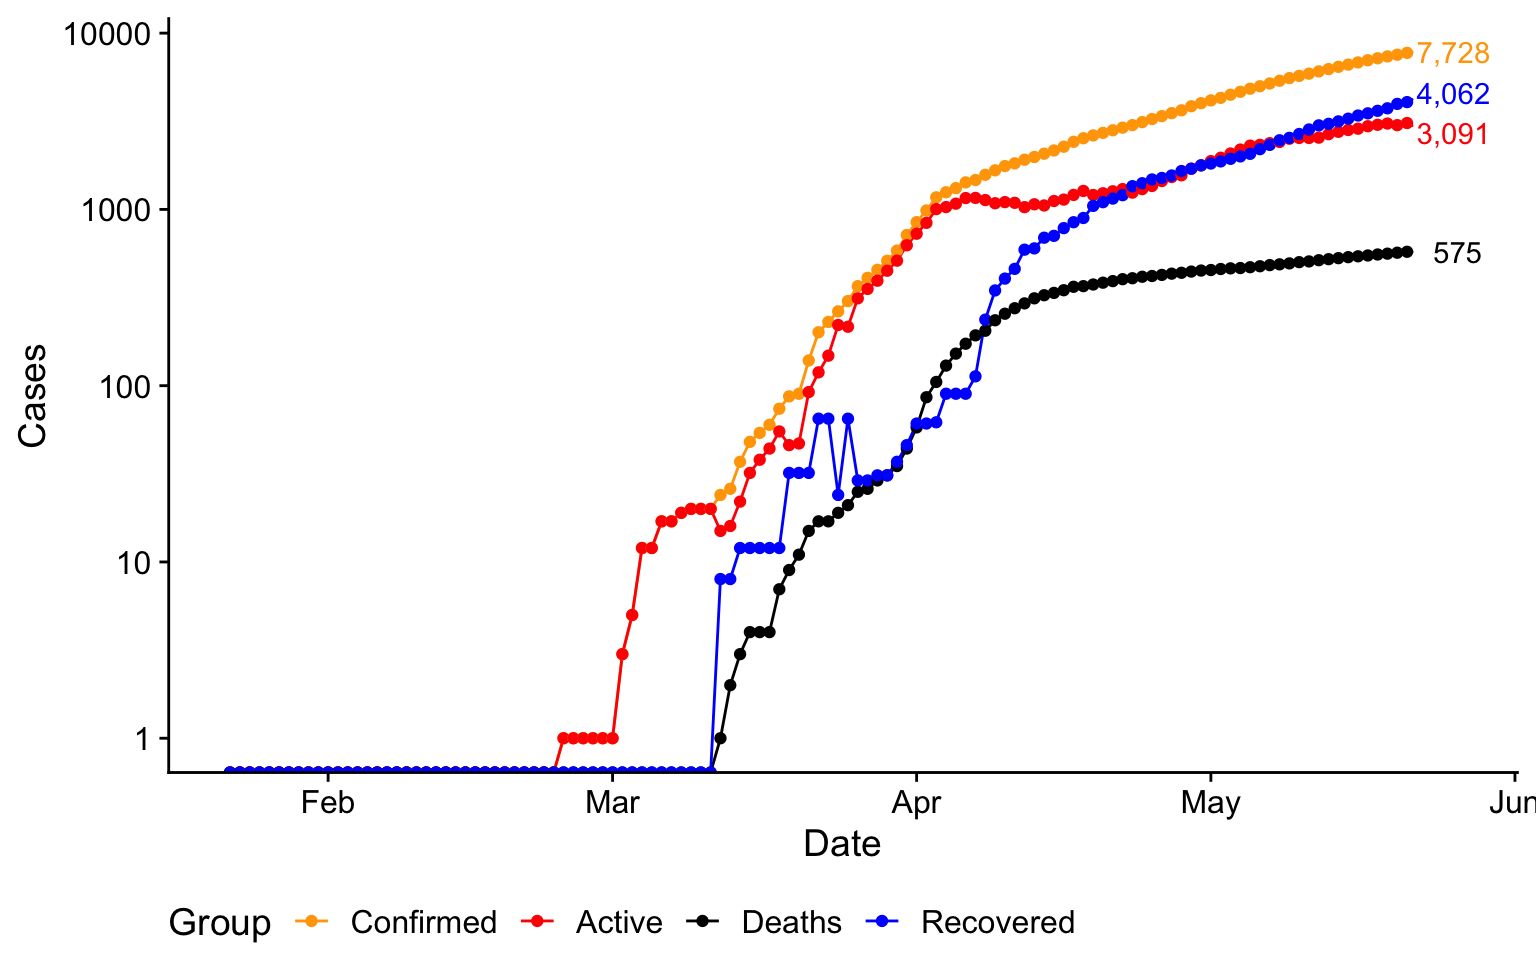 10000
1000
100
10
1
Cases
7,728
4,062
3,091
575
Feb Mar Apr May Jun
Date
Group Confirmed Active Deaths Recovered